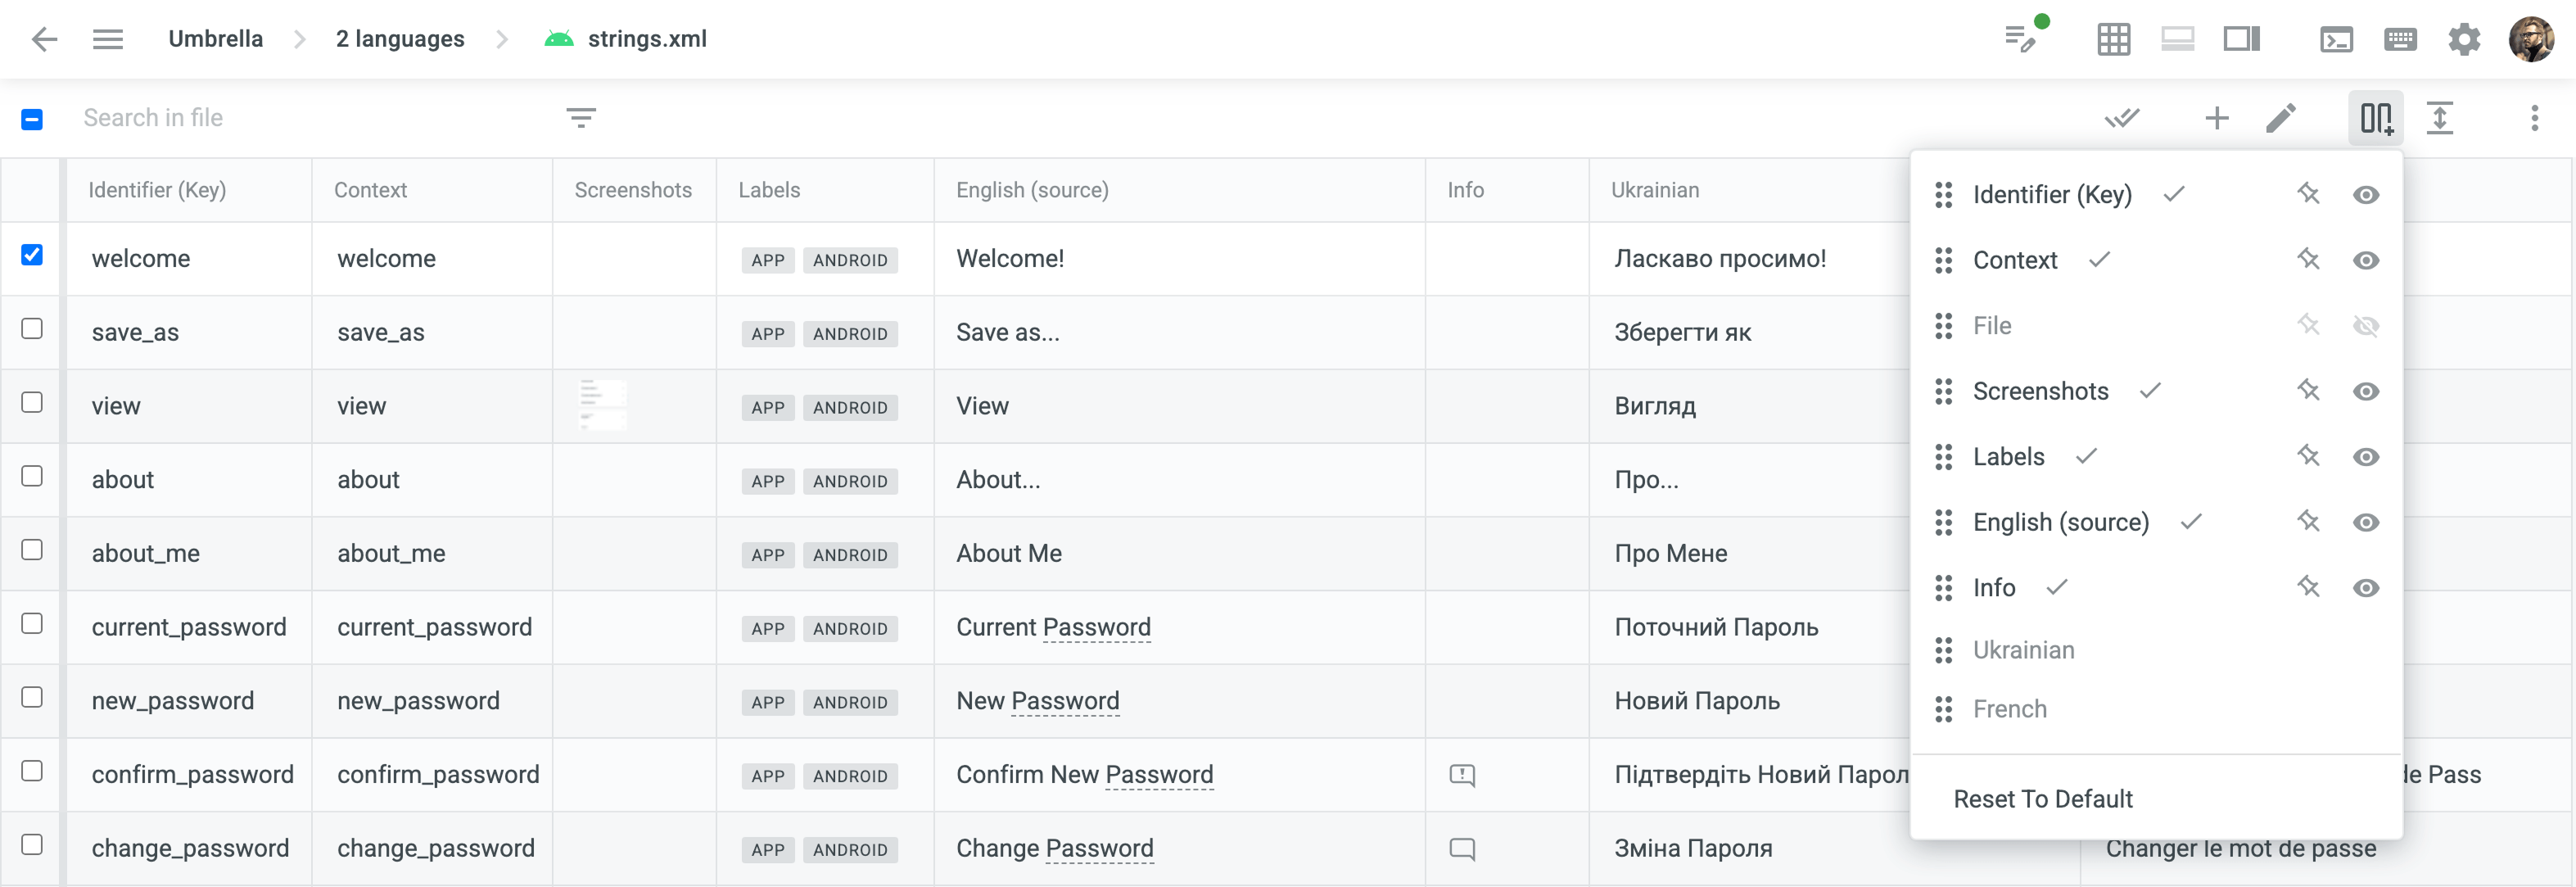 Umbrella 2 languages strings.xml
Search in file
Identifier (Key) Context Screenshots Labels English (source) Info Ukrainian
welcome welcome APP ANDROID Welcome! Ласкаво просимо!
save_as save_as APP ANDROID Save as... Зберегти як
view view APP ANDROID View Вигляд
about about APP ANDROID About... Про...
about_me about_me APP ANDROID About Me Про Мене
current_password current_password APP ANDROID Current Password Поточний Пароль
new_password new_password APP ANDROID New Password Новий Пароль
confirm_password confirm_password APP ANDROID Confirm New Password Підтвердіть Новий Парол de Pass
change_password change_password APP ANDROID Change Password Зміна Пароля Changer le mot de passe
Identifier (Key)
Context
File
Screenshots
Labels
English (source)
Info
Ukrainian
French
Reset To Default